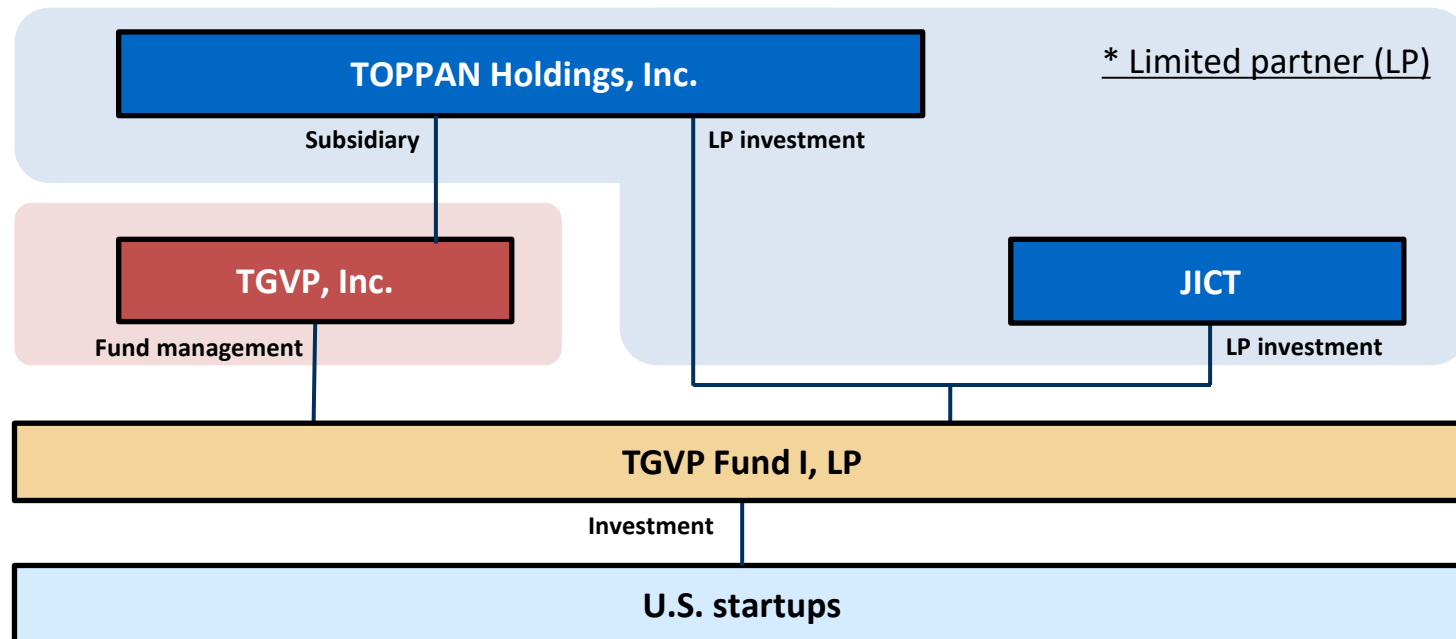 TOPPAN Holdings, Inc.
* Limited partner (LP)
Subsidiary
LP investment
TGVP, Inc.
JICT
Fund management
LP investment
TGVP Fund I, LP
Investment
U.S. startups